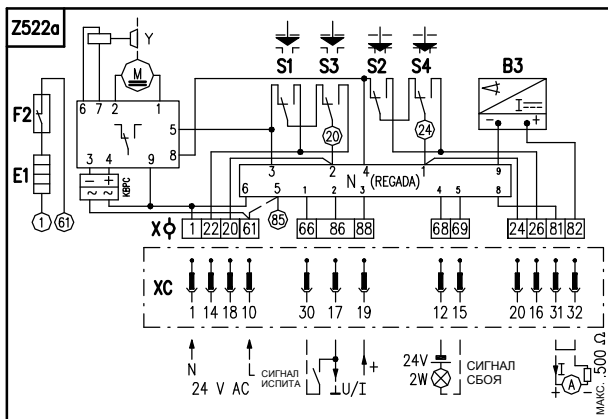 Z522a
Y
M
S1 S3 S2 S4 B3
6 7 2 1
5
8
3 4 9
F2
E1
1 61
КВРС
20 24
I
- +
3 2 4 1 9
N (REGADA)
6 5 1 2 3 4 5 8
85
X
1 22 20 61 66 86 88 68 69 24 26 81 82
XC
1 14 18 10 30 17 19 12 15 20 16 31 32
N L
24 V AC
СИГНАЛ
ИСПИТА
U/I
+
24V
2W
СИГНАЛ
СБОЯ
I
+ A -
МАКС. 500 Ω